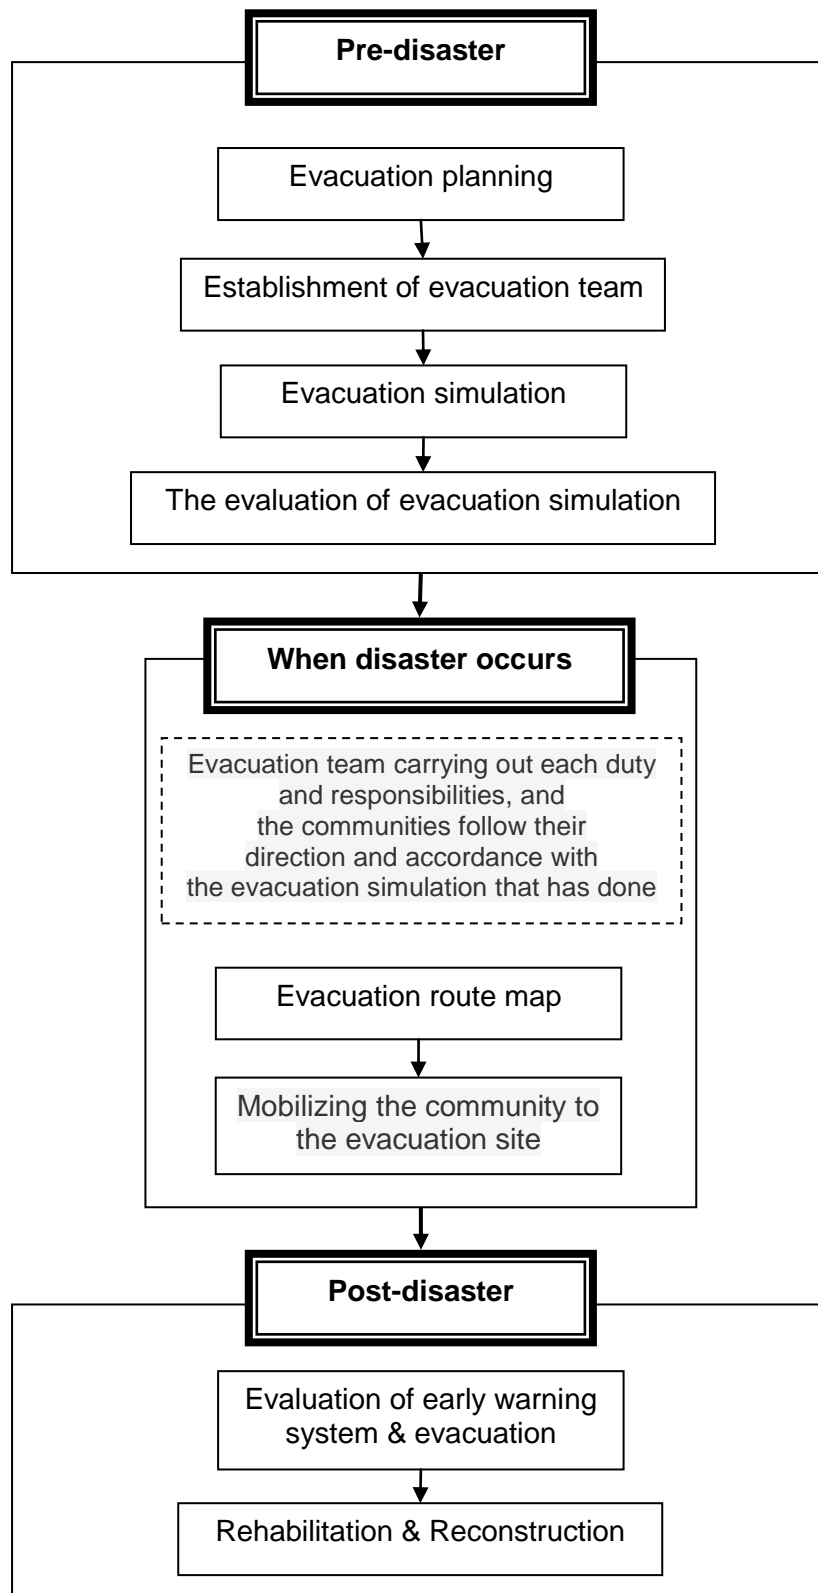 Pre-disaster
Evacuation planning
Establishment of evacuation team
Evacuation simulation
The evaluation of evacuation simulation
When disaster occurs
Evacuation team carrying out each duty
and responsibilities, and
the communities follow their
direction and accordance with
the evacuation simulation that has done
Evacuation route map
Mobilizing the community to
the evacuation site
Post-disaster
Evaluation of early warning
system & evacuation
Rehabilitation & Reconstruction